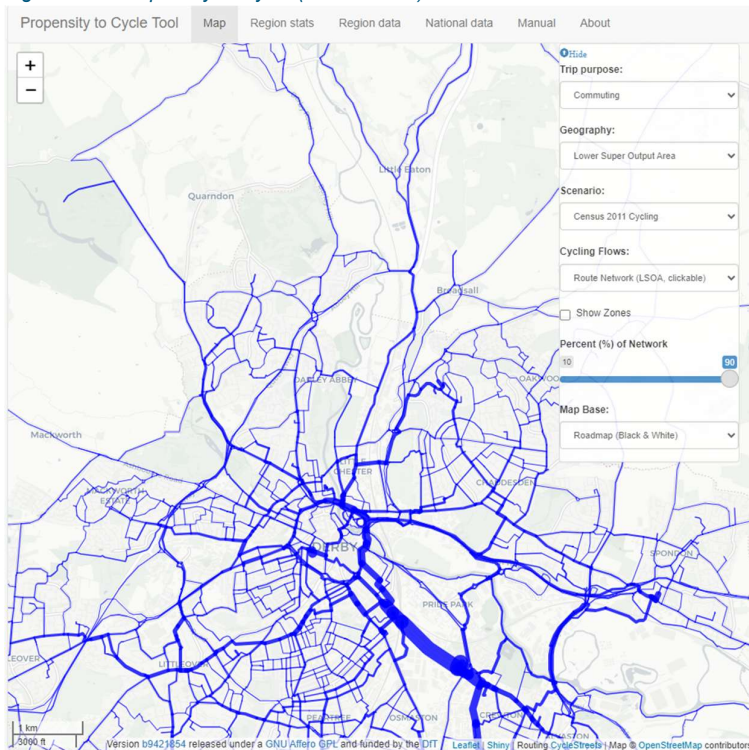 Propensity to Cycle Tool Map Region stats Region data National data Manual About
+
−
Hide
Trip purpose:
Commuting
Geography:
Lower Super Output Area
Scenario:
Census 2011 Cycling
Cycling Flows:
Route Network (LSOA, clickable)
Show Zones
Percent (%) of Network
10 90
Map Base:
Roadmap (Black & White)
Little Eaton
Quarndon
Breadsall
OAKWOOD
Mackworth
CHESTER
CHADDESDEN
MACKWORTH
ESTATE
DERBY
SPONDON
PRIDE PARK
LITTLEOVER
PEARTREE
OSMASTON
1 km
3000 ft
Version b9421854 released under a GNU Affero GPL and funded by the DfT
Leaflet | Shiny | Routing CycleStreets | Map © OpenStreetMap contributor